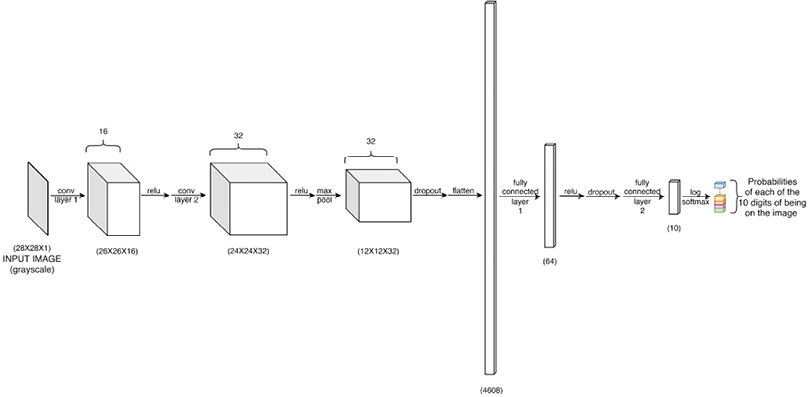 16
32
32
conv
layer 1
relu
conv
layer 2
relu
max
pool
dropout
flatten
fully
connected
layer
1
relu
dropout
fully
connected
layer
2
log
softmax
Probabilities
of each of the
10 digits of being
on the image
(28X28X1)
INPUT IMAGE
(grayscale)
(26X26X16)
(24X24X32)
(12X12X32)
(4608)
(64)
(10)